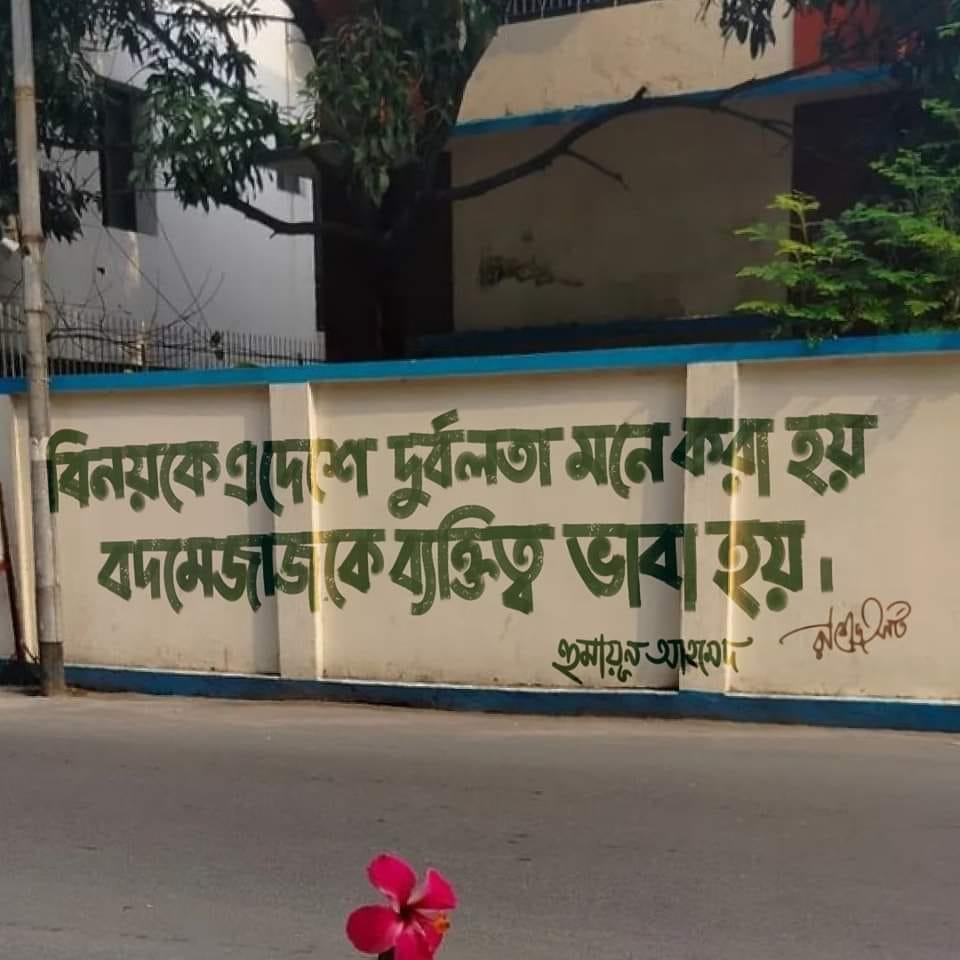 বিনয়কে এদেশে দুর্বলতা মনে করা হয়
বদমেজাজকে ব্যক্তিত্ব ভাবা হয়।
হুমায়ূন আহমেদ